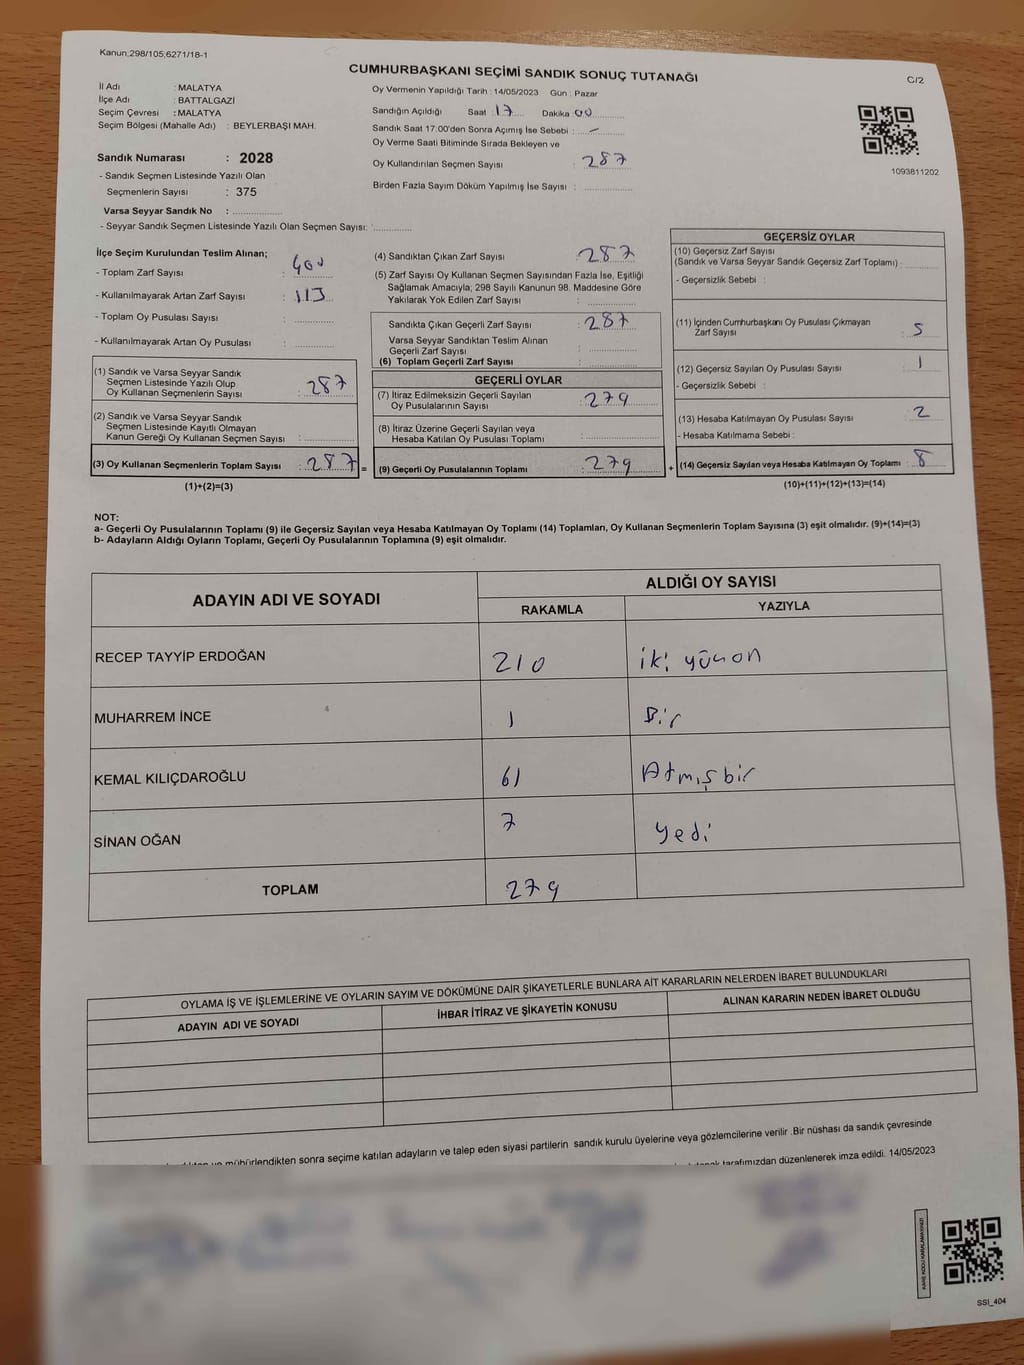 Kanun;298/105;6271/18-1
CUMHURBAŞKANI SEÇİMİ SANDIK SONUÇ TUTANAĞI
C/2
İl Adı : MALATYA
İlçe Adı : BATTALGAZİ
Seçim Çevresi : MALATYA
Seçim Bölgesi (Mahalle Adı) : BEYLERBAŞI MAH.
Sandık Numarası : 2028
- Sandık Seçmen Listesinde Yazılı Olan
Seçmenlerin Sayısı : 375
Varsa Seyyar Sandık No : ..............
- Seyyar Sandık Seçmen Listesinde Yazılı Olan Seçmen Sayısı: ..............
Oy Vermenin Yapıldığı Tarih : 14/05/2023 Gün : Pazar
Sandığın Açıldığı Saat : 17 Dakika 00
Sandık Saat 17:00'den Sonra Açımış İse Sebebi : –
Oy Verme Saati Bitiminde Sırada Bekleyen ve
Oy Kullandırılan Seçmen Sayısı : 287
Birden Fazla Sayım Döküm Yapılmış İse Sayısı : ..............
1093811202
İlçe Seçim Kurulundan Teslim Alınan;
- Toplam Zarf Sayısı : 400
- Kullanılmayarak Artan Zarf Sayısı : 113
- Toplam Oy Pusulası Sayısı : ..............
- Kullanılmayarak Artan Oy Pusulası : ..............
(1) Sandık ve Varsa Seyyar Sandık
Seçmen Listesinde Yazılı Olup
Oy Kullanan Seçmenlerin Sayısı : 287
(2) Sandık ve Varsa Seyyar Sandık
Seçmen Listesinde Kayıtlı Olmayan
Kanun Gereği Oy Kullanan Seçmen Sayısı : ..............
(3) Oy Kullanan Seçmenlerin Toplam Sayısı : 287 =
(1)+(2)=(3)
(4) Sandıktan Çıkan Zarf Sayısı : 287
(5) Zarf Sayısı Oy Kullanan Seçmen Sayısından Fazla İse, Eşitliği
Sağlamak Amacıyla; 298 Sayılı Kanunun 98. Maddesine Göre
Yakılarak Yok Edilen Zarf Sayısı : ..............
Sandıkta Çıkan Geçerli Zarf Sayısı : 287
Varsa Seyyar Sandıktan Teslim Alınan
Geçerli Zarf Sayısı : ..............
(6) Toplam Geçerli Zarf Sayısı : ..............
GEÇERLİ OYLAR
(7) İtiraz Edilmeksizin Geçerli Sayılan
Oy Pusulalarının Sayısı : 279
(8) İtiraz Üzerine Geçerli Sayılan veya
Hesaba Katılan Oy Pusulası Toplamı : ..............
(9) Geçerli Oy Pusulalarının Toplamı : 279 +
GEÇERSİZ OYLAR
(10) Geçersiz Zarf Sayısı
(Sandık ve Varsa Seyyar Sandık Geçersiz Zarf Toplamı) : ..............
- Geçersizlik Sebebi :
(11) İçinden Cumhurbaşkanı Oy Pusulası Çıkmayan
Zarf Sayısı : 5
(12) Geçersiz Sayılan Oy Pusulası Sayısı : 1
- Geçersizlik Sebebi :
(13) Hesaba Katılmayan Oy Pusulası Sayısı : 2
- Hesaba Katılmama Sebebi :
(14) Geçersiz Sayılan veya Hesaba Katılmayan Oy Toplamı : 8
(10)+(11)+(12)+(13)=(14)
NOT:
a- Geçerli Oy Pusulalarının Toplamı (9) ile Geçersiz Sayılan veya Hesaba Katılmayan Oy Toplamı (14) Toplamları, Oy Kullanan Seçmenlerin Toplam Sayısına (3) eşit olmalıdır. (9)+(14)=(3)
b- Adayların Aldığı Oyların Toplamı, Geçerli Oy Pusulalarının Toplamına (9) eşit olmalıdır.
ADAYIN ADI VE SOYADI
ALDIĞI OY SAYISI
RAKAMLA YAZIYLA
RECEP TAYYİP ERDOĞAN 210 iki yüzon
MUHARREM İNCE 1 Bir
KEMAL KILIÇDAROĞLU 61 Atmışbir
SİNAN OĞAN 7 yedi
TOPLAM 279
OYLAMA İŞ VE İŞLEMLERİNE VE OYLARIN SAYIM VE DÖKÜMÜNE DAİR ŞİKAYETLERLE BUNLARA AİT KARARLARIN NELERDEN İBARET BULUNDUKLARI
ADAYIN ADI VE SOYADI İHBAR İTİRAZ VE ŞİKAYETİN KONUSU ALINAN KARARIN NEDEN İBARET OLDUĞU
mühürlendikten sonra seçime katılan adayların ve talep eden siyasi partilerin sandık kurulu üyelerine veya gözlemcilerine verilir .Bir nüshası da sandık çevresinde
tarafımızdan düzenlenerek imza edildi. 14/05/2023
SSI_404